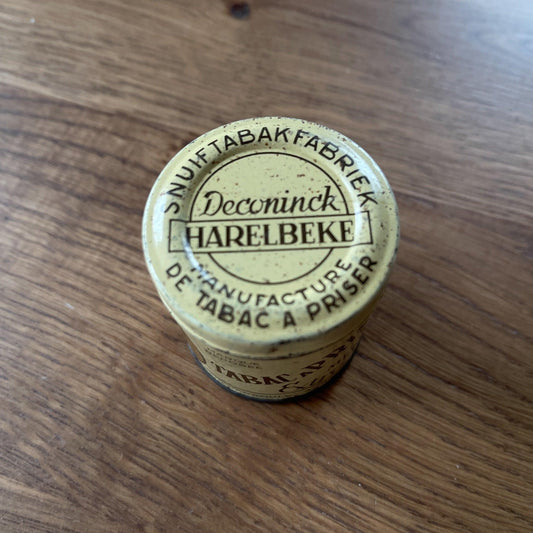 SNUIFTABAKFABRIEK
Deconinck
HARELBEKE
MANUFACTURE
DE TABAC A PRISER
TABAC A